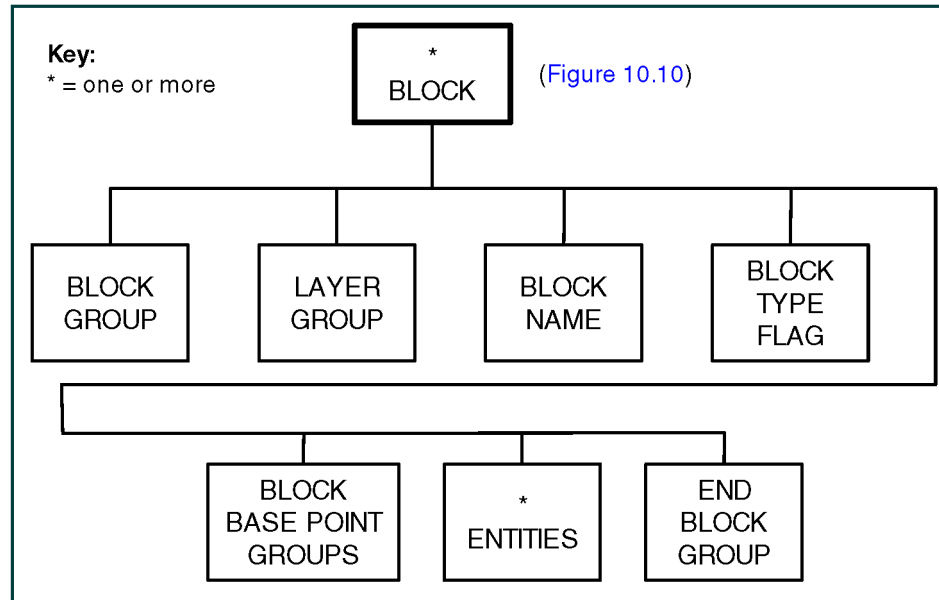 Key:
* = one or more
*
BLOCK
(Figure 10.10)
BLOCK
GROUP
LAYER
GROUP
BLOCK
NAME
BLOCK
TYPE
FLAG
BLOCK
BASE POINT
GROUPS
*
ENTITIES
END
BLOCK
GROUP